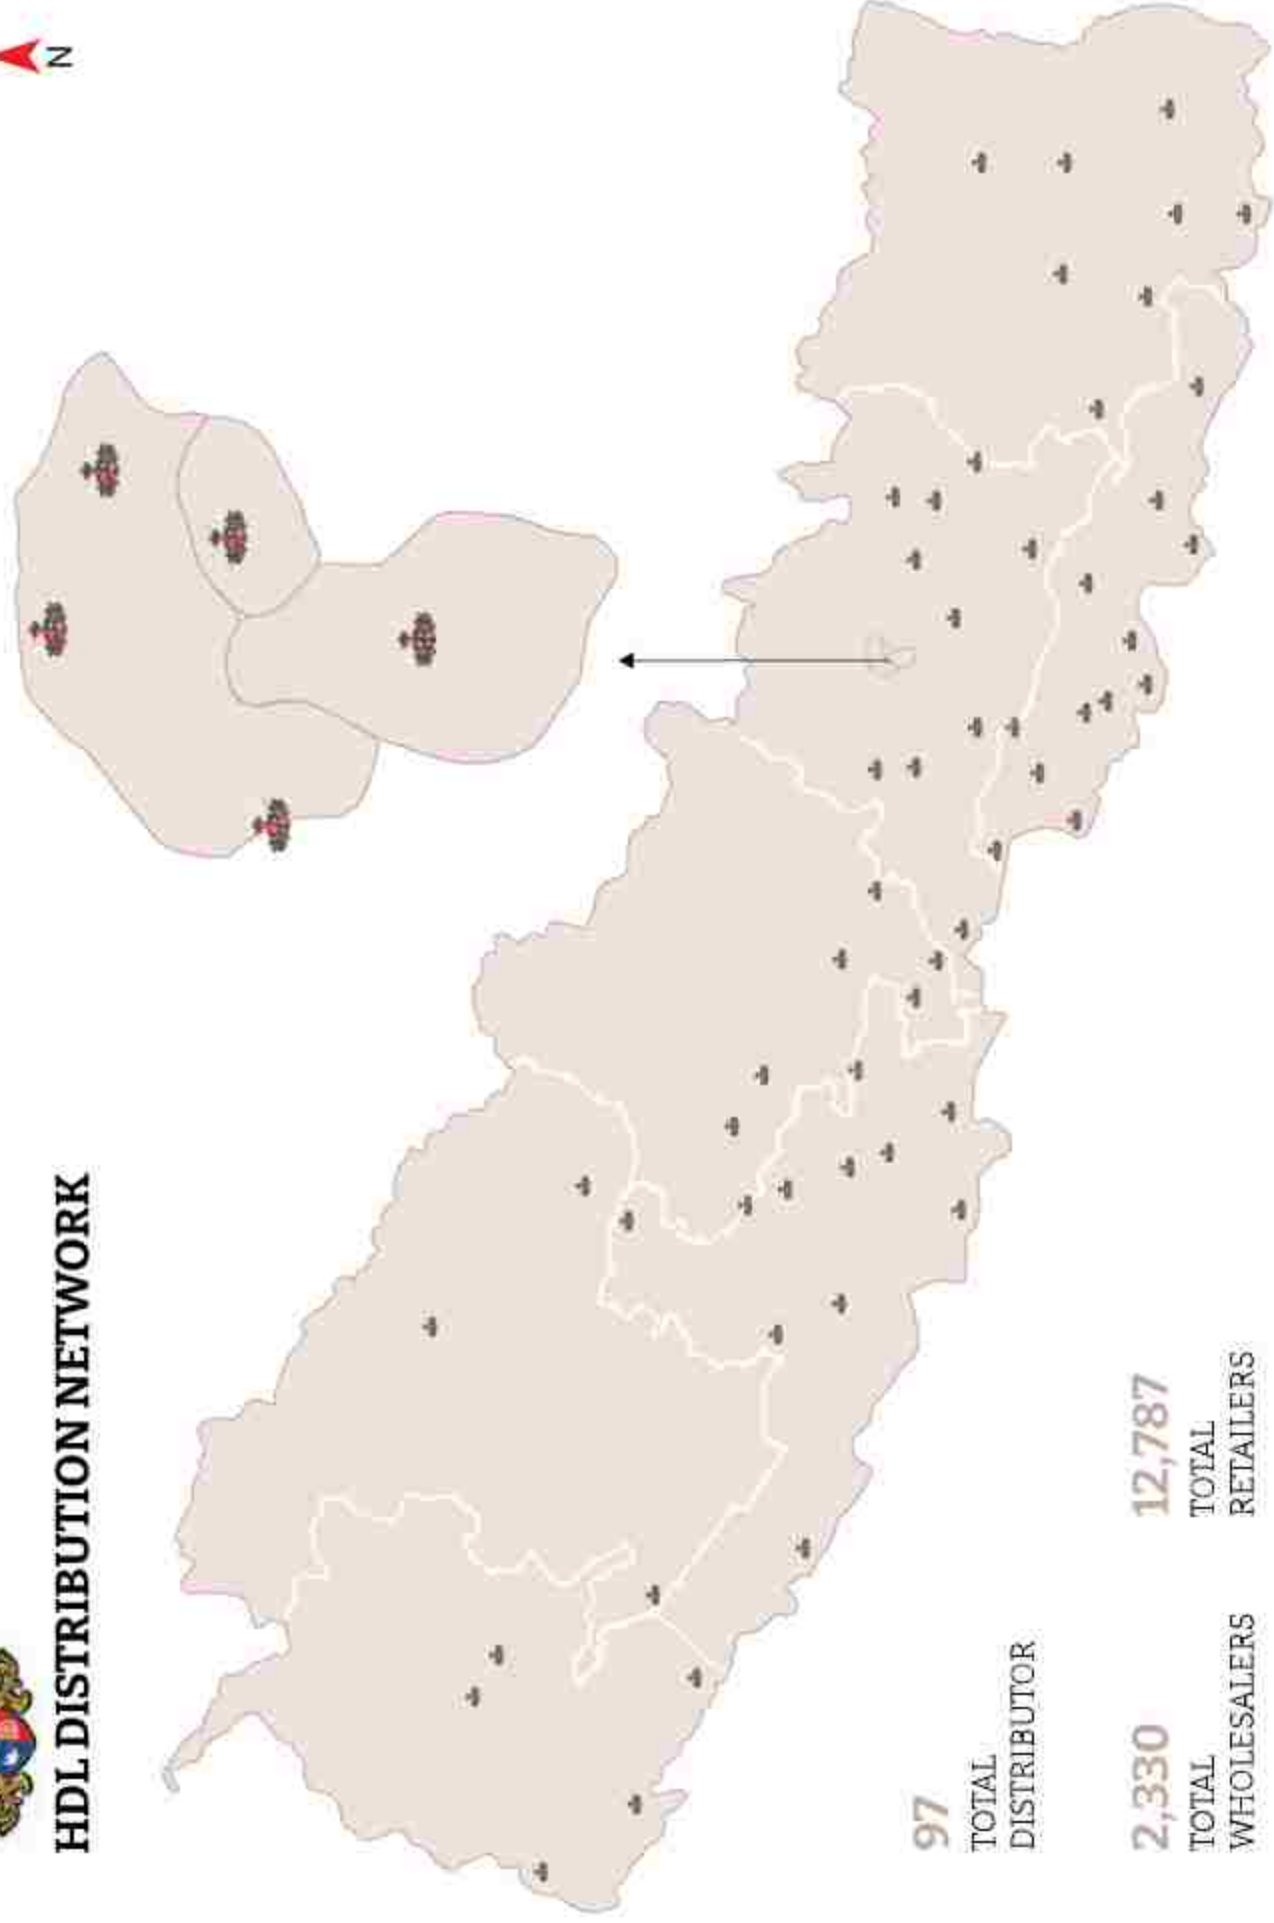 N
HDL DISTRIBUTION NETWORK
97
TOTAL
DISTRIBUTOR
2,330
TOTAL
WHOLESALERS
12,787
TOTAL
RETAILERS